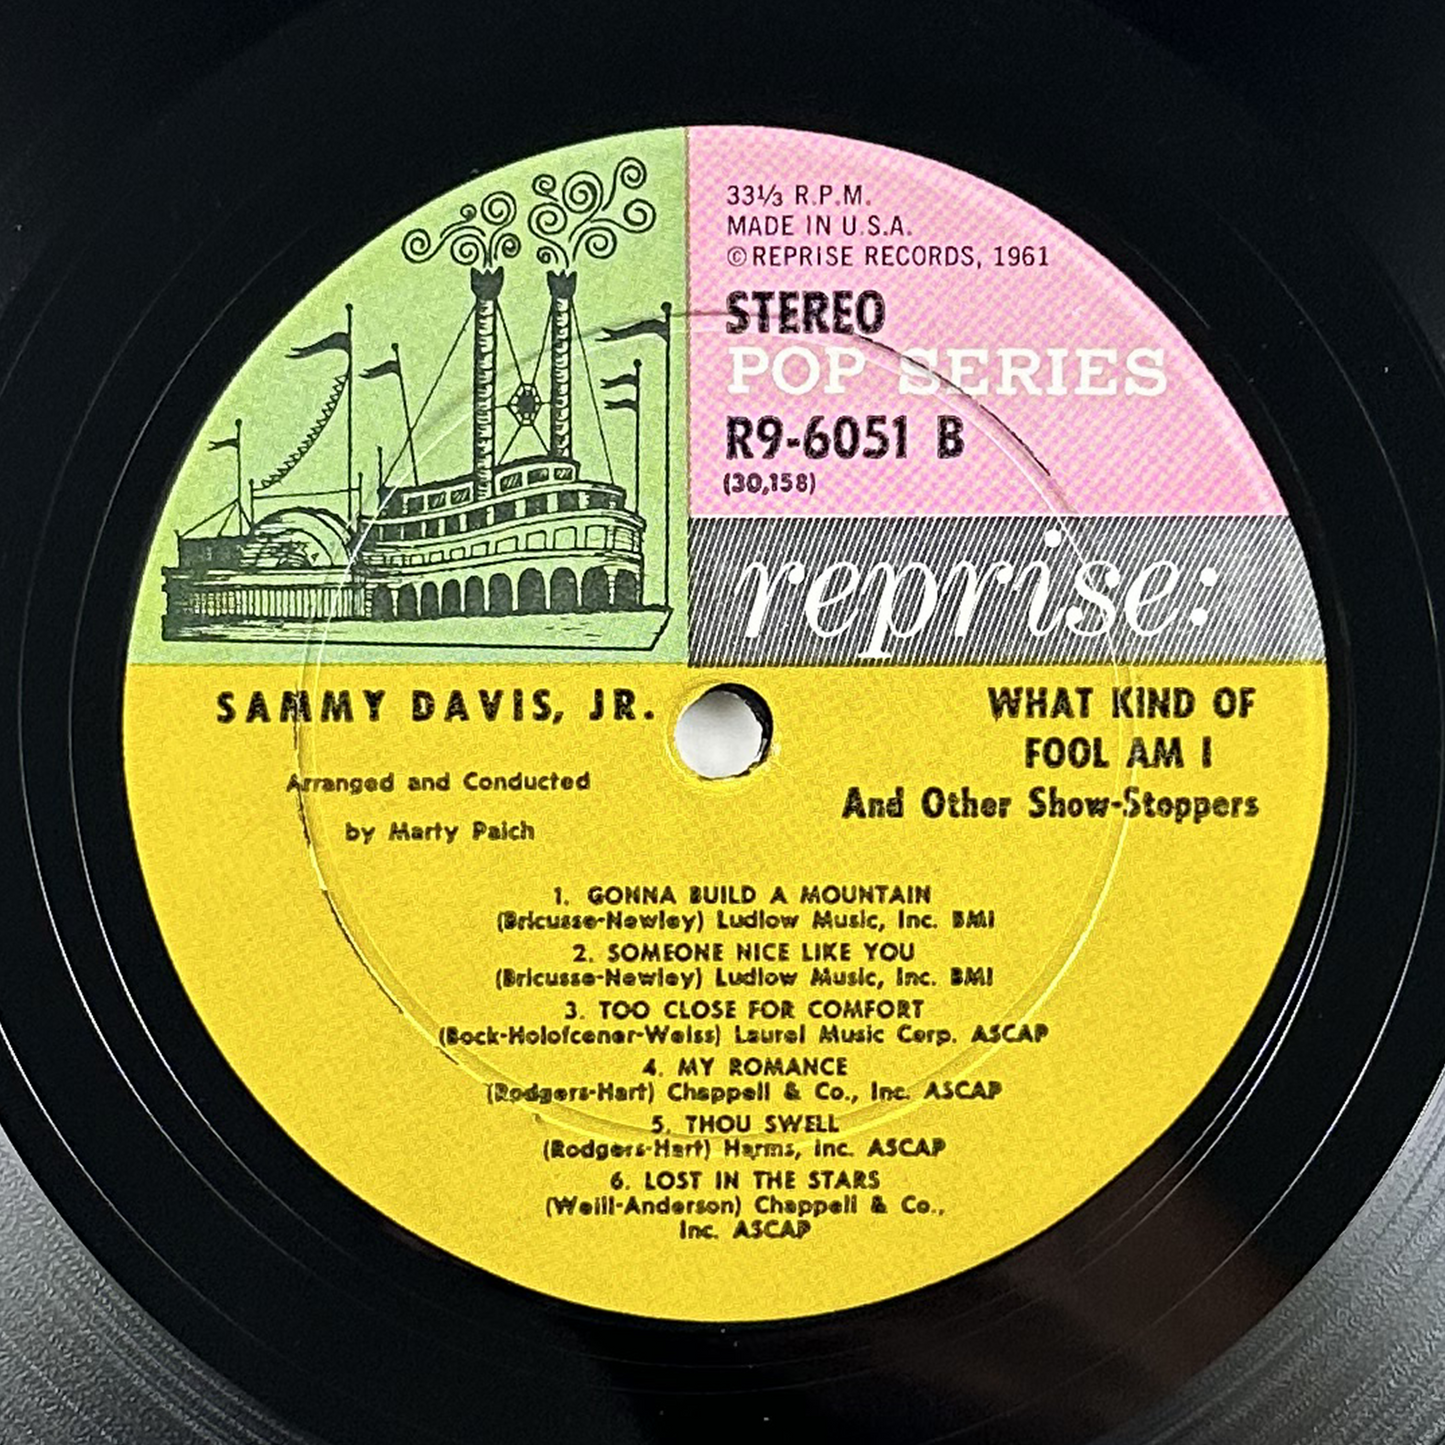 33⅓ R.P.M.
MADE IN U.S.A.
©REPRISE RECORDS, 1961
STEREO
POP SERIES
R9-6051 B
(30,158)
reprise:
SAMMY DAVIS, JR.
Arranged and Conducted
by Marty Paich
WHAT KIND OF
FOOL AM I
And Other Show-Stoppers
1. GONNA BUILD A MOUNTAIN
(Bricusse-Newley) Ludlow Music, Inc. BMI
2. SOMEONE NICE LIKE YOU
(Bricusse-Newley) Ludlow Music, Inc. BMI
3. TOO CLOSE FOR COMFORT
(Bock-Holofcener-Weiss) Laurel Music Corp. ASCAP
4. MY ROMANCE
(Rodgers-Hart) Chappell & Co., Inc. ASCAP
5. THOU SWELL
(Rodgers-Hart) Harms, Inc. ASCAP
6. LOST IN THE STARS
(Weill-Anderson) Chappell & Co.,
Inc. ASCAP